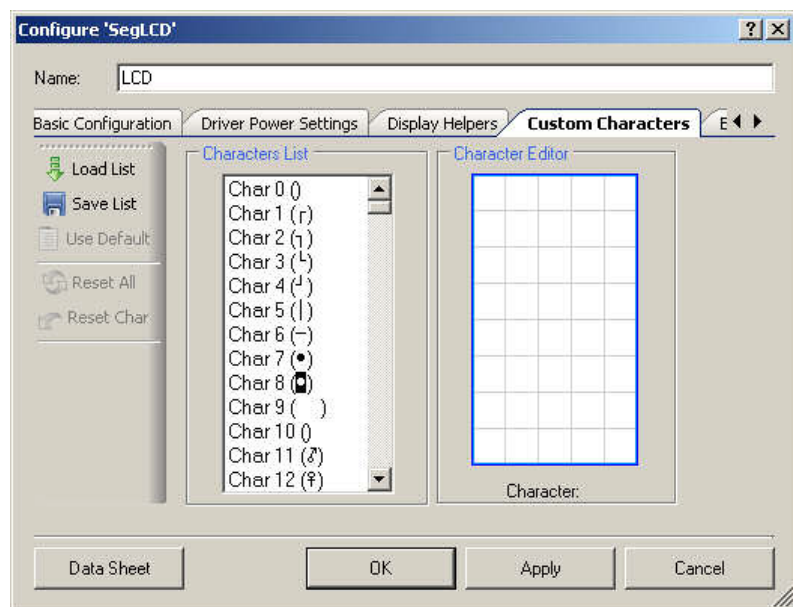 Configure 'SegLCD'
Name: LCD
Basic Configuration Driver Power Settings Display Helpers Custom Characters E
Load List
Save List
Use Default
Reset All
Reset Char
Characters List
Char 0 ()
Char 1 (┌)
Char 2 (┐)
Char 3 (└)
Char 4 (┘)
Char 5 (│)
Char 6 (─)
Char 7 (•)
Char 8 (◘)
Char 9 ( )
Char 10 ()
Char 11 (♂)
Char 12 (♀)
Character Editor
Character:
Data Sheet OK Apply Cancel